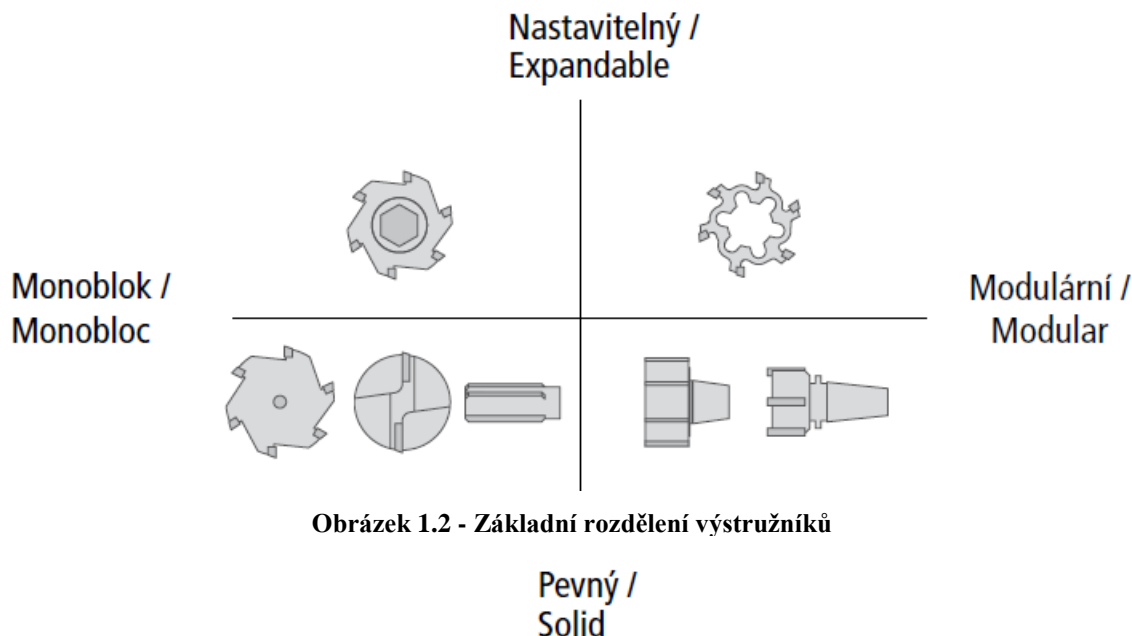 Nastavitelný /
Expandable
Monoblok /
Monobloc
Modulární /
Modular
Obrázek 1.2 - Základní rozdělení výstružníků
Pevný /
Solid